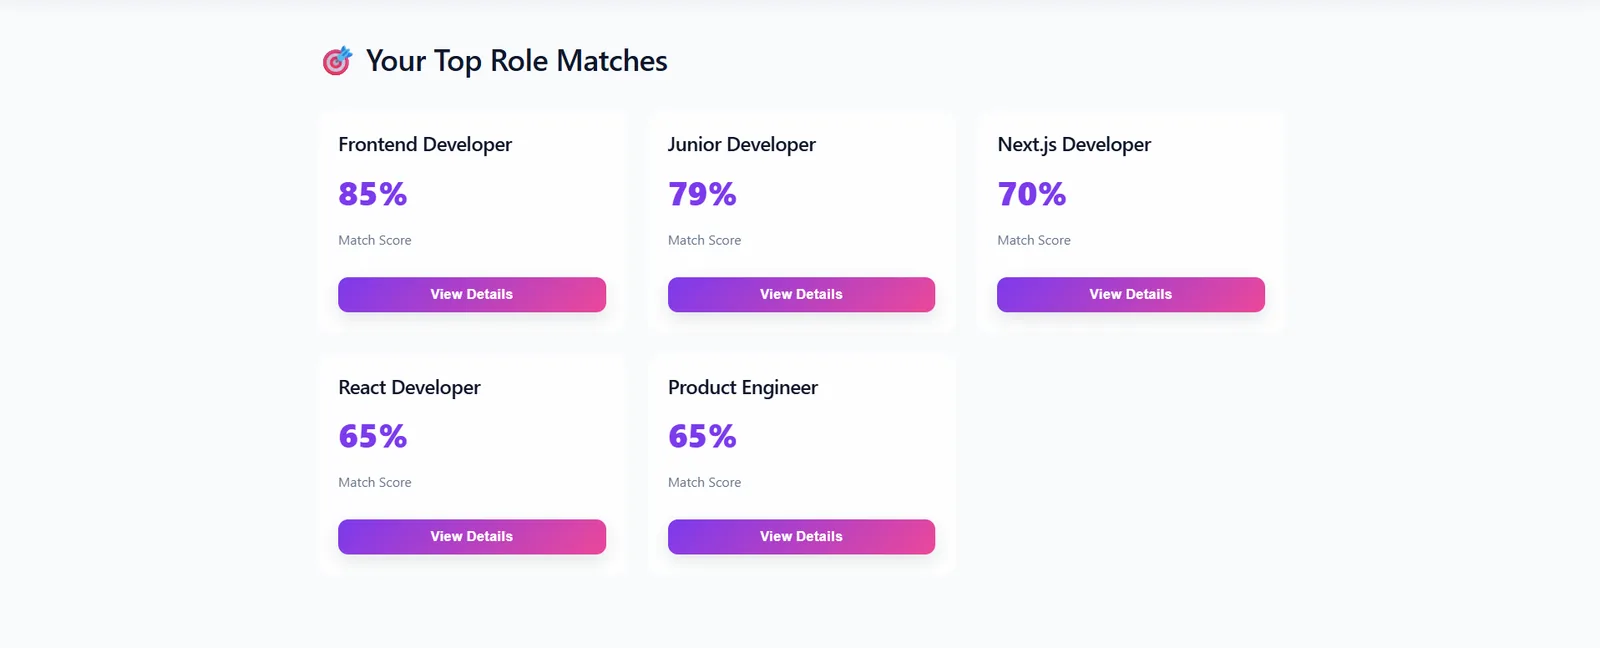 🎯 Your Top Role Matches
Frontend Developer
85%
Match Score
View Details
Junior Developer
79%
Match Score
View Details
Next.js Developer
70%
Match Score
View Details
React Developer
65%
Match Score
View Details
Product Engineer
65%
Match Score
View Details